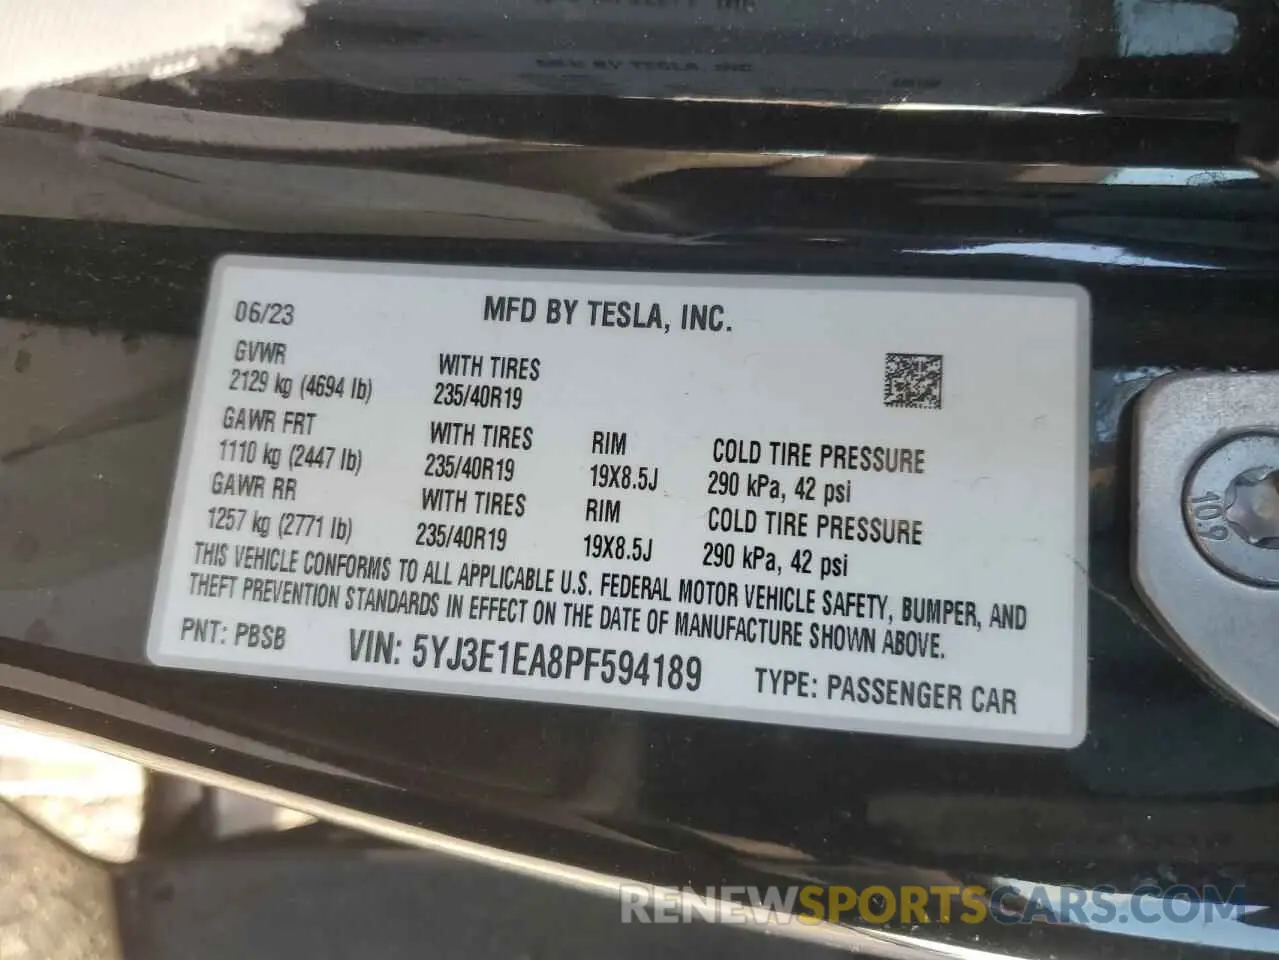 06/23 MFD BY TESLA, INC.
GVWR WITH TIRES
2129 kg (4694 lb) 235/40R19
GAWR FRT WITH TIRES RIM COLD TIRE PRESSURE
1110 kg (2447 lb) 235/40R19 19X8.5J 290 kPa, 42 psi
GAWR RR WITH TIRES RIM COLD TIRE PRESSURE
1257 kg (2771 lb) 235/40R19 19X8.5J 290 kPa, 42 psi
THIS VEHICLE CONFORMS TO ALL APPLICABLE U.S. FEDERAL MOTOR VEHICLE SAFETY, BUMPER, AND
THEFT PREVENTION STANDARDS IN EFFECT ON THE DATE OF MANUFACTURE SHOWN ABOVE.
PNT: PBSB VIN: 5YJ3E1EA8PF594189 TYPE: PASSENGER CAR
10.9
RENEWSPORTSCARS.COM